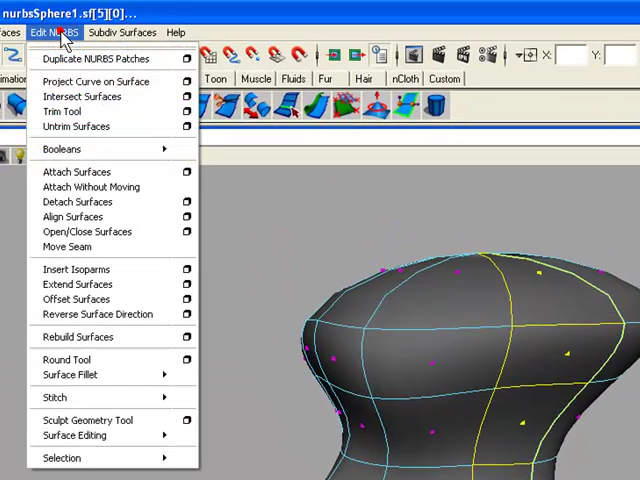 nurbsSphere1.sf[5][0]...
faces Edit NURBS Subdiv Surfaces Help
X: Y:
Toon Muscle Fluids Fur Hair nCloth Custom
Duplicate NURBS Patches
Project Curve on Surface
Intersect Surfaces
Trim Tool
Untrim Surfaces
Booleans
Attach Surfaces
Attach Without Moving
Detach Surfaces
Align Surfaces
Open/Close Surfaces
Move Seam
Insert Isoparms
Extend Surfaces
Offset Surfaces
Reverse Surface Direction
Rebuild Surfaces
Round Tool
Surface Fillet
Stitch
Sculpt Geometry Tool
Surface Editing
Selection